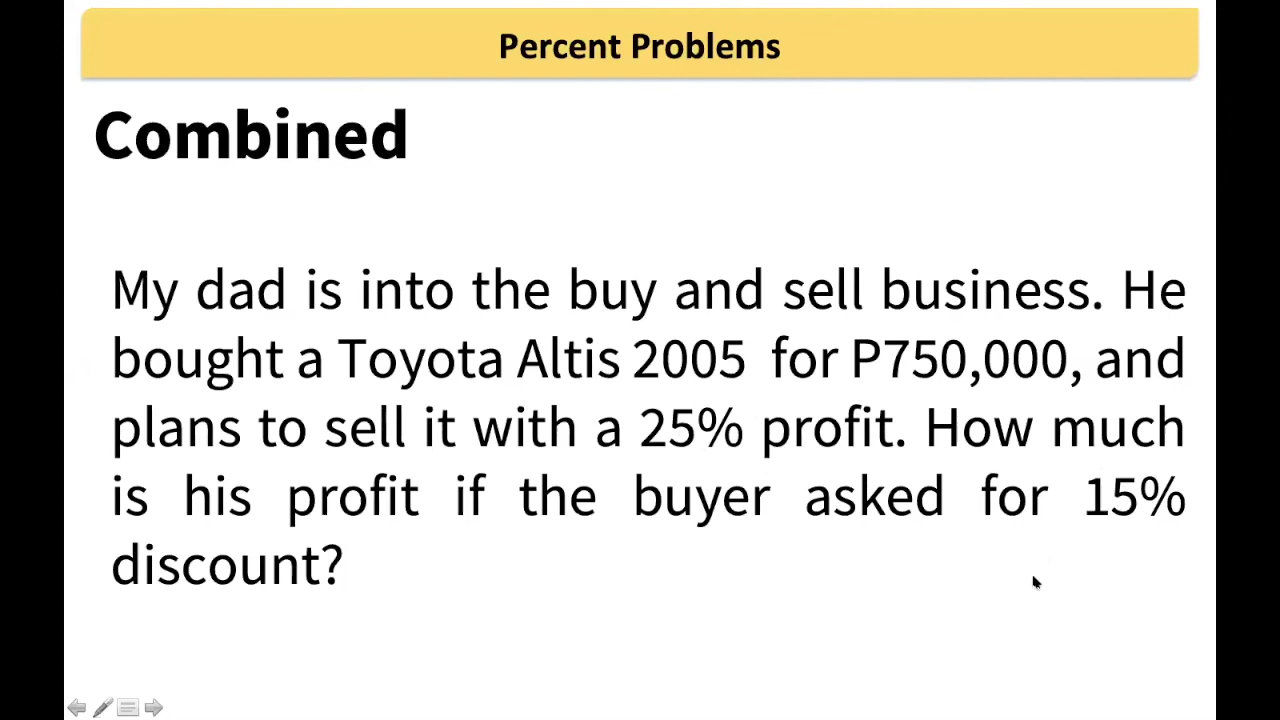 Percent Problems
Combined
My dad is into the buy and sell business. He
bought a Toyota Altis 2005 for P750,000, and
plans to sell it with a 25% profit. How much
is his profit if the buyer asked for 15%
discount?